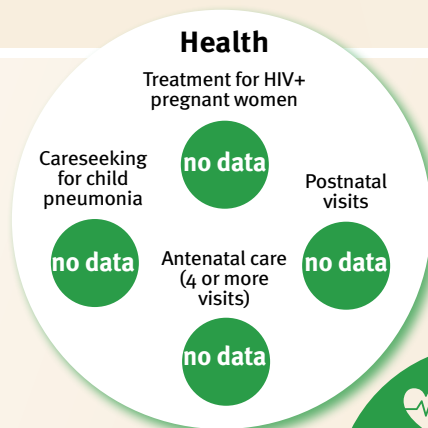 Health
Treatment for HIV+
pregnant women
no data
Careseeking
for child
pneumonia
no data
Postnatal
visits
no data
Antenatal care
(4 or more
visits)
no data